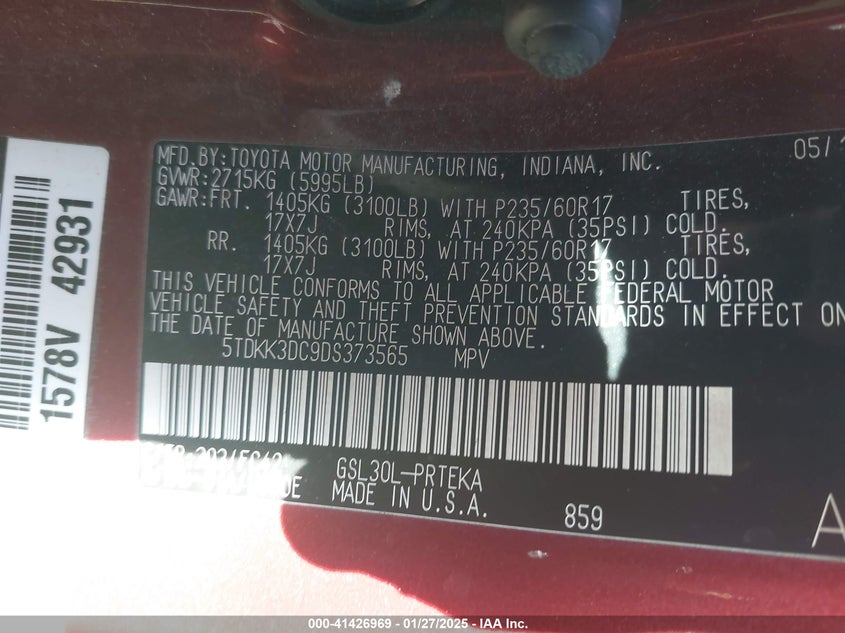 MFD.BY:TOYOTA MOTOR MANUFACTURING, INDIANA, INC. 05/1
GVWR:2715KG (5995LB)
GAWR:FRT. 1405KG (3100LB) WITH P235/60R17 TIRES,
17X7J RIMS, AT 240KPA (35PSI) COLD.
RR. 1405KG (3100LB) WITH P235/60R17 TIRES,
17X7J RIMS, AT 240KPA (35PSI) COLD.
THIS VEHICLE CONFORMS TO ALL APPLICABLE FEDERAL MOTOR
VEHICLE SAFETY AND THEFT PREVENTION STANDARDS IN EFFECT ON
THE DATE OF MANUFACTURE SHOWN ABOVE.
5TDKK3DC9DS373565 MPV
GSL30L-PRTEKA
MADE IN U.S.A.
859
A
1578V 42931
000-41426969 — 01/27/2025 — IAA Inc.